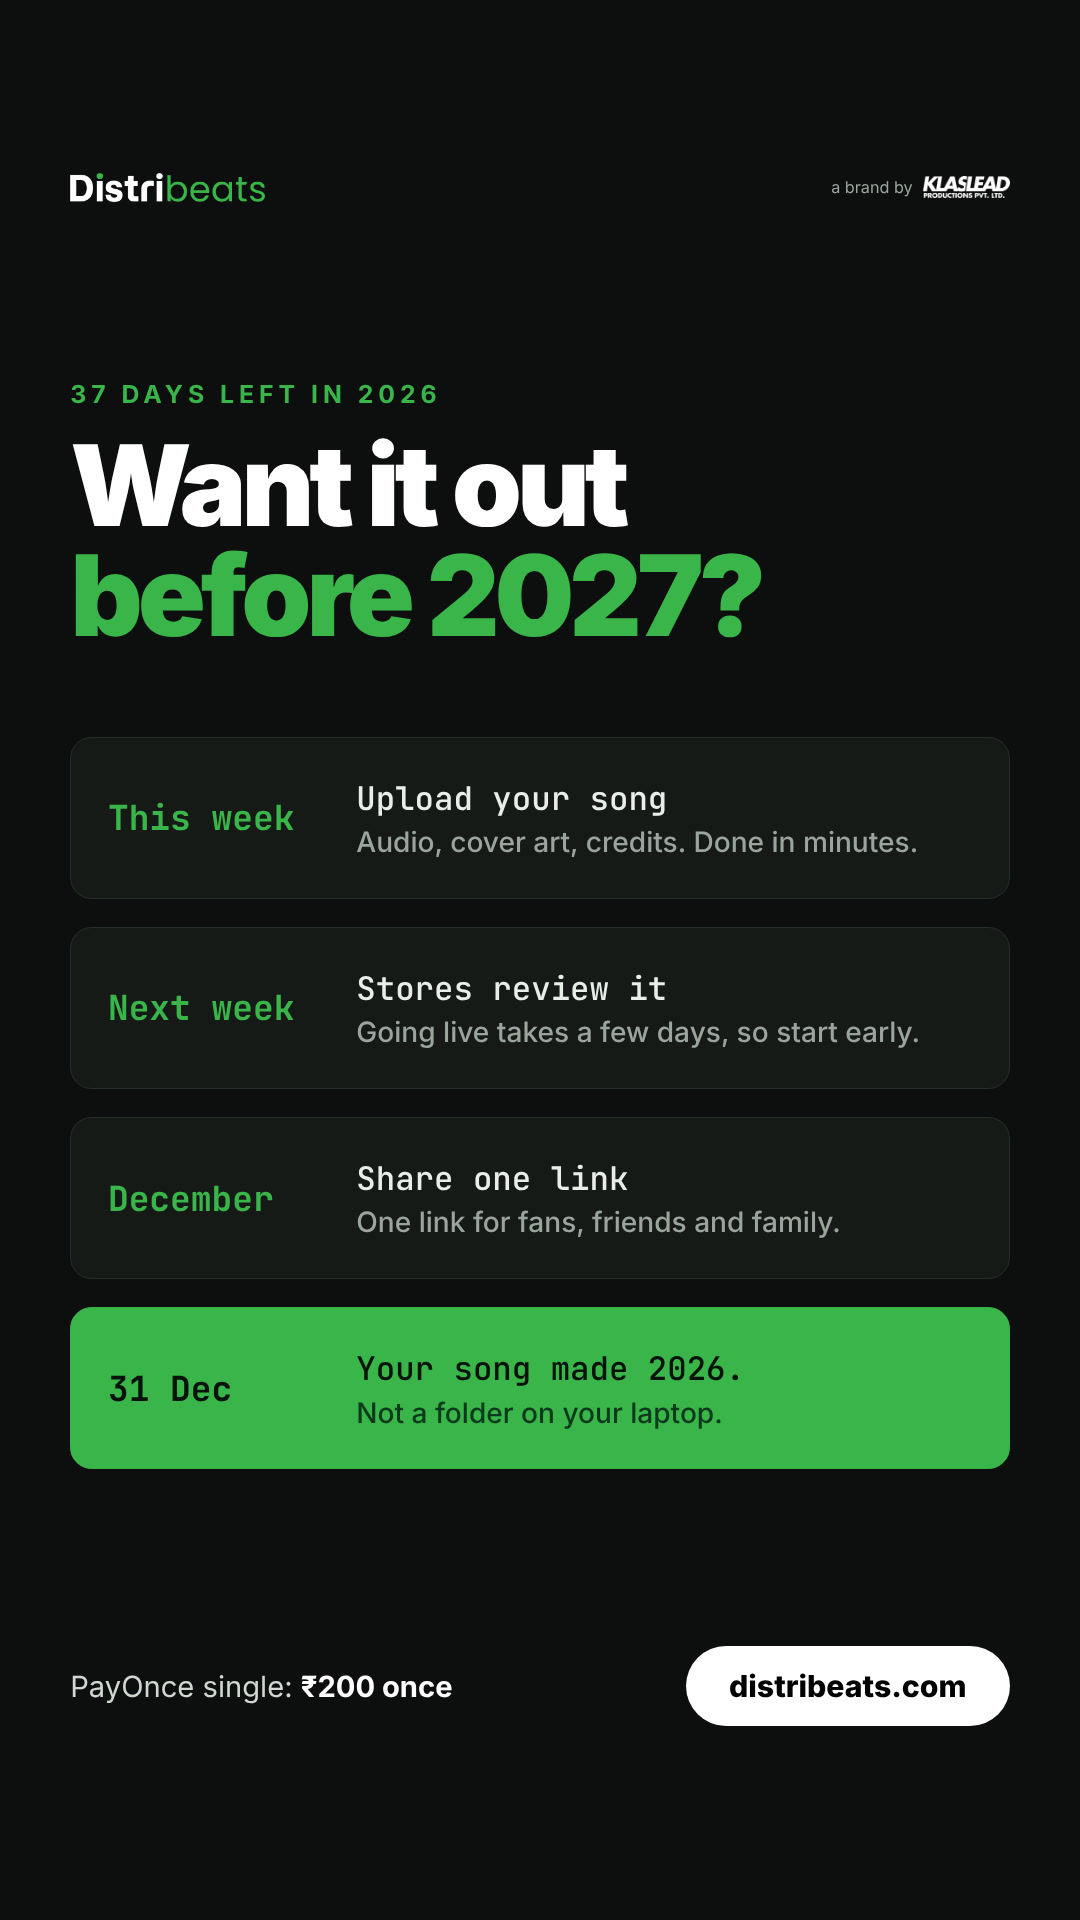 Distribeats
a brand by KLASLEAD
PRODUCTIONS PVT. LTD.
37 DAYS LEFT IN 2026
Want it out
before 2027?
This week
Upload your song
Audio, cover art, credits. Done in minutes.
Next week
Stores review it
Going live takes a few days, so start early.
December
Share one link
One link for fans, friends and family.
31 Dec
Your song made 2026.
Not a folder on your laptop.
PayOnce single: ₹200 once
distribeats.com